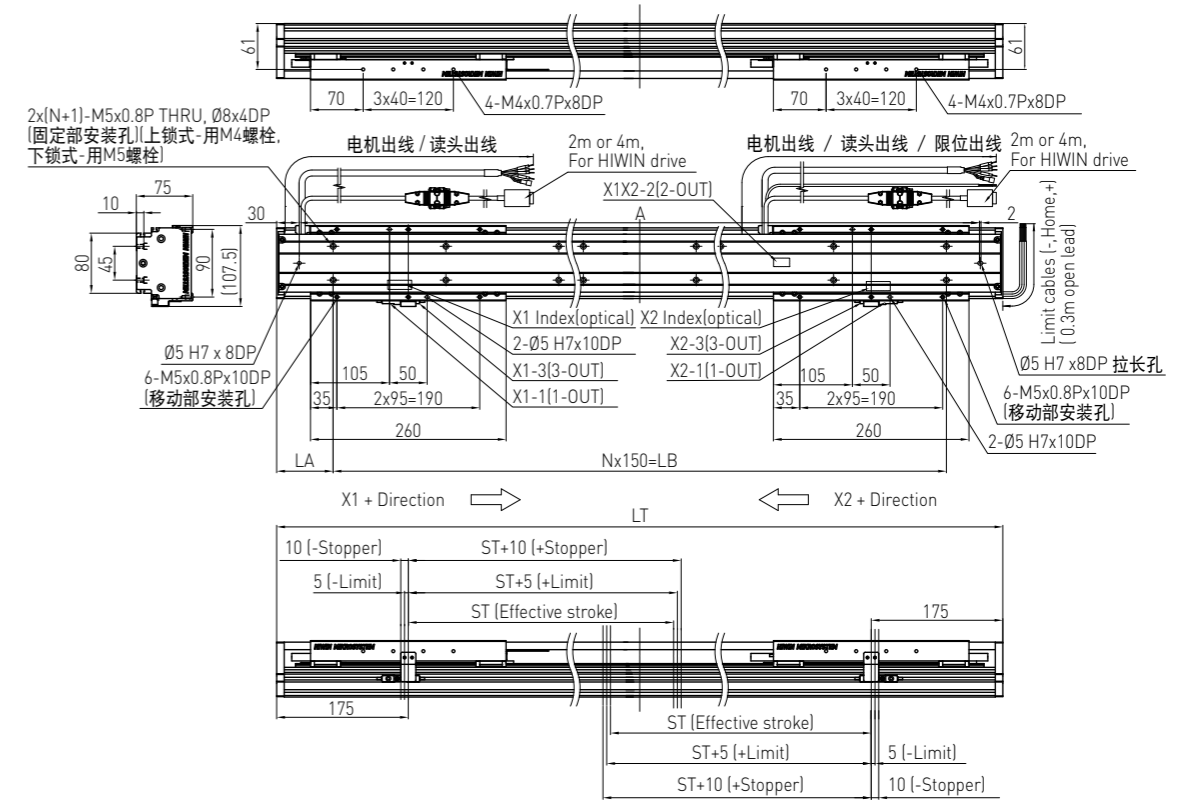 61
61
70
3x40=120
4-M4x0.7Px8DP
70
3x40=120
4-M4x0.7Px8DP
2x(N+1)-M5x0.8P THRU, Ø8x4DP
(固定部安装孔)(上锁式-用M4螺栓,
下锁式-用M5螺栓)
电机出线 / 读头出线
2m or 4m,
For HIWIN drive
电机出线 / 读头出线 / 限位出线
2m or 4m,
For HIWIN drive
X1X2-2(2-OUT)
75
10
30
A
2
80
45
90
(107.5)
Limit cables (-,Home,+)
( 0.3m open lead)
X1 Index(optical)
X2 Index(optical)
2-Ø5 H7x10DP
X2-3(3-OUT)
Ø5 H7 x 8DP
X1-3(3-OUT)
X2-1(1-OUT)
Ø5 H7 x8DP 拉长孔
6-M5x0.8Px10DP
(移动部安装孔)
X1-1(1-OUT)
105
50
35
2x95=190
260
105
50
35
2x95=190
260
6-M5x0.8Px10DP
(移动部安装孔)
2-Ø5 H7x10DP
LA
Nx150=LB
X1 + Direction
X2 + Direction
LT
10 (-Stopper)
ST+10 (+Stopper)
5 (-Limit)
ST+5 (+Limit)
ST (Effective stroke)
175
HIWIN MIKROSYSTEM
175
ST (Effective stroke)
ST+5 (+Limit)
5 (-Limit)
ST+10 (+Stopper)
10 (-Stopper)